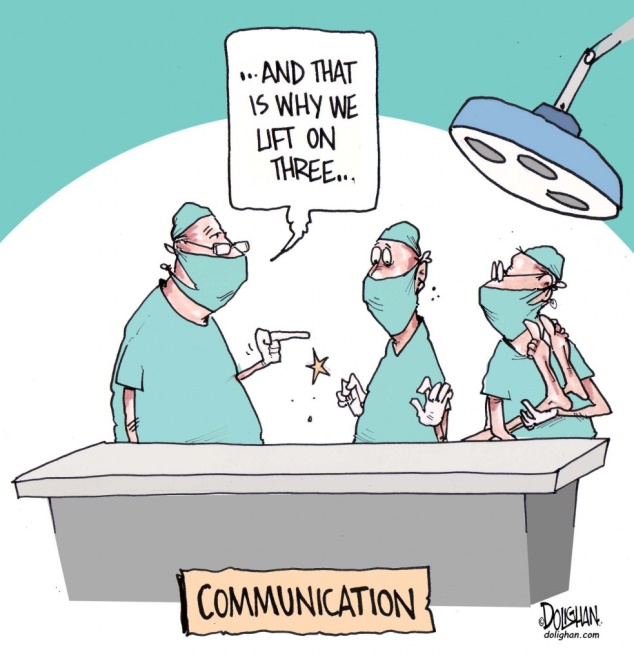 ...AND THAT
IS WHY WE
LIFT ON
THREE...
COMMUNICATION
©DOLIGHAN.
dolighan.com